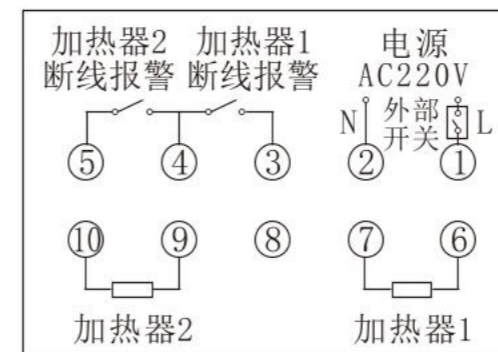 加热器2 加热器1 电源
断线报警 断线报警 AC220V
N 外部 L
开关
⑤ ④ ③ ② ①
⑩ ⑨ ⑧ ⑦ ⑥
加热器2 加热器1